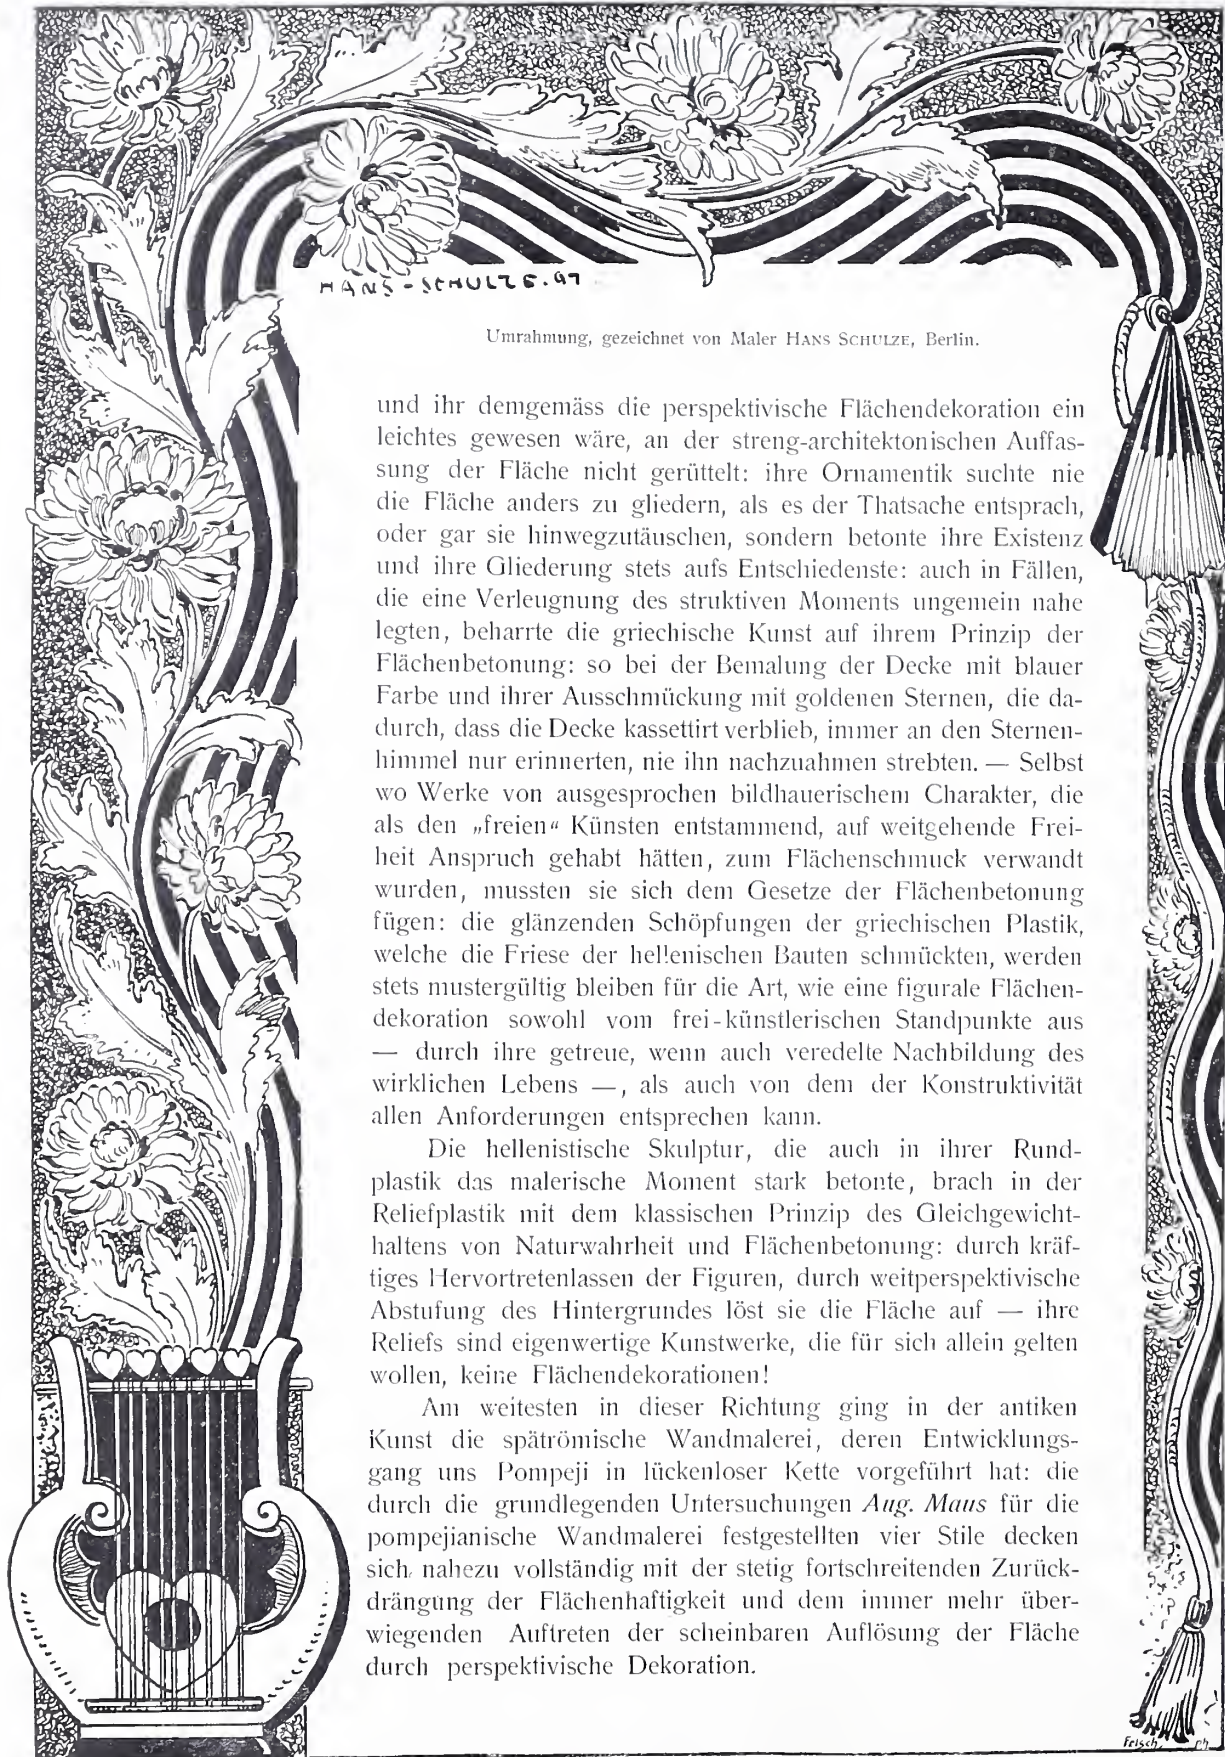 HANS-SCHULZE.97
Umrahmung, gezeichnet von Maler HANS SCHULZE, Berlin.
und ihr demgemäss die perspektivische Flächendekoration ein
leichtes gewesen wäre, an der streng-architektonischen Auffas-
sung der Fläche nicht gerüttelt: ihre Ornamentik suchte nie
die Fläche anders zu gliedern, als es der Thatsache entsprach,
oder gar sie hinwegzutäuschen, sondern betonte ihre Existenz
und ihre Gliederung stets aufs Entschiedenste: auch in Fällen,
die eine Verleugnung des struktiven Moments ungemein nahe
legten, beharrte die griechische Kunst auf ihrem Prinzip der
Flächenbetonung: so bei der Bemalung der Decke mit blauer
Farbe und ihrer Ausschmückung mit goldenen Sternen, die da-
durch, dass die Decke kassettirt verblieb, immer an den Sternen-
himmel nur erinnerten, nie ihn nachzuahmen strebten. — Selbst
wo Werke von ausgesprochen bildhauerischem Charakter, die
als den „freien“ Künsten entstammend, auf weitgehende Frei-
heit Anspruch gehabt hätten, zum Flächenschmuck verwandt
wurden, mussten sie sich dem Gesetze der Flächenbetonung
fügen: die glänzenden Schöpfungen der griechischen Plastik,
welche die Friese der hellenischen Bauten schmückten, werden
stets mustergültig bleiben für die Art, wie eine figurale Flächen-
dekoration sowohl vom frei-künstlerischen Standpunkte aus
— durch ihre getreue, wenn auch veredelte Nachbildung des
wirklichen Lebens —, als auch von dem der Konstruktivität
allen Anforderungen entsprechen kann.
Die hellenistische Skulptur, die auch in ihrer Rund-
plastik das malerische Moment stark betonte, brach in der
Reliefplastik mit dem klassischen Prinzip des Gleichgewicht-
haltens von Naturwahrheit und Flächenbetonung: durch kräf-
tiges Hervortretenlassen der Figuren, durch weitperspektivische
Abstufung des Hintergrundes löst sie die Fläche auf — ihre
Reliefs sind eigenwertige Kunstwerke, die für sich allein gelten
wollen, keine Flächendekorationen!
Am weitesten in dieser Richtung ging in der antiken
Kunst die spätrömische Wandmalerei, deren Entwicklungs-
gang uns Pompeji in lückenloser Kette vorgeführt hat: die
durch die grundlegenden Untersuchungen Aug. Maus für die
pompejianische Wandmalerei festgestellten vier Stile decken
sich nahezu vollständig mit der stetig fortschreitenden Zurück-
drängung der Flächenhaftigkeit und dem immer mehr über-
wiegenden Auftreten der scheinbaren Auflösung der Fläche
durch perspektivische Dekoration.